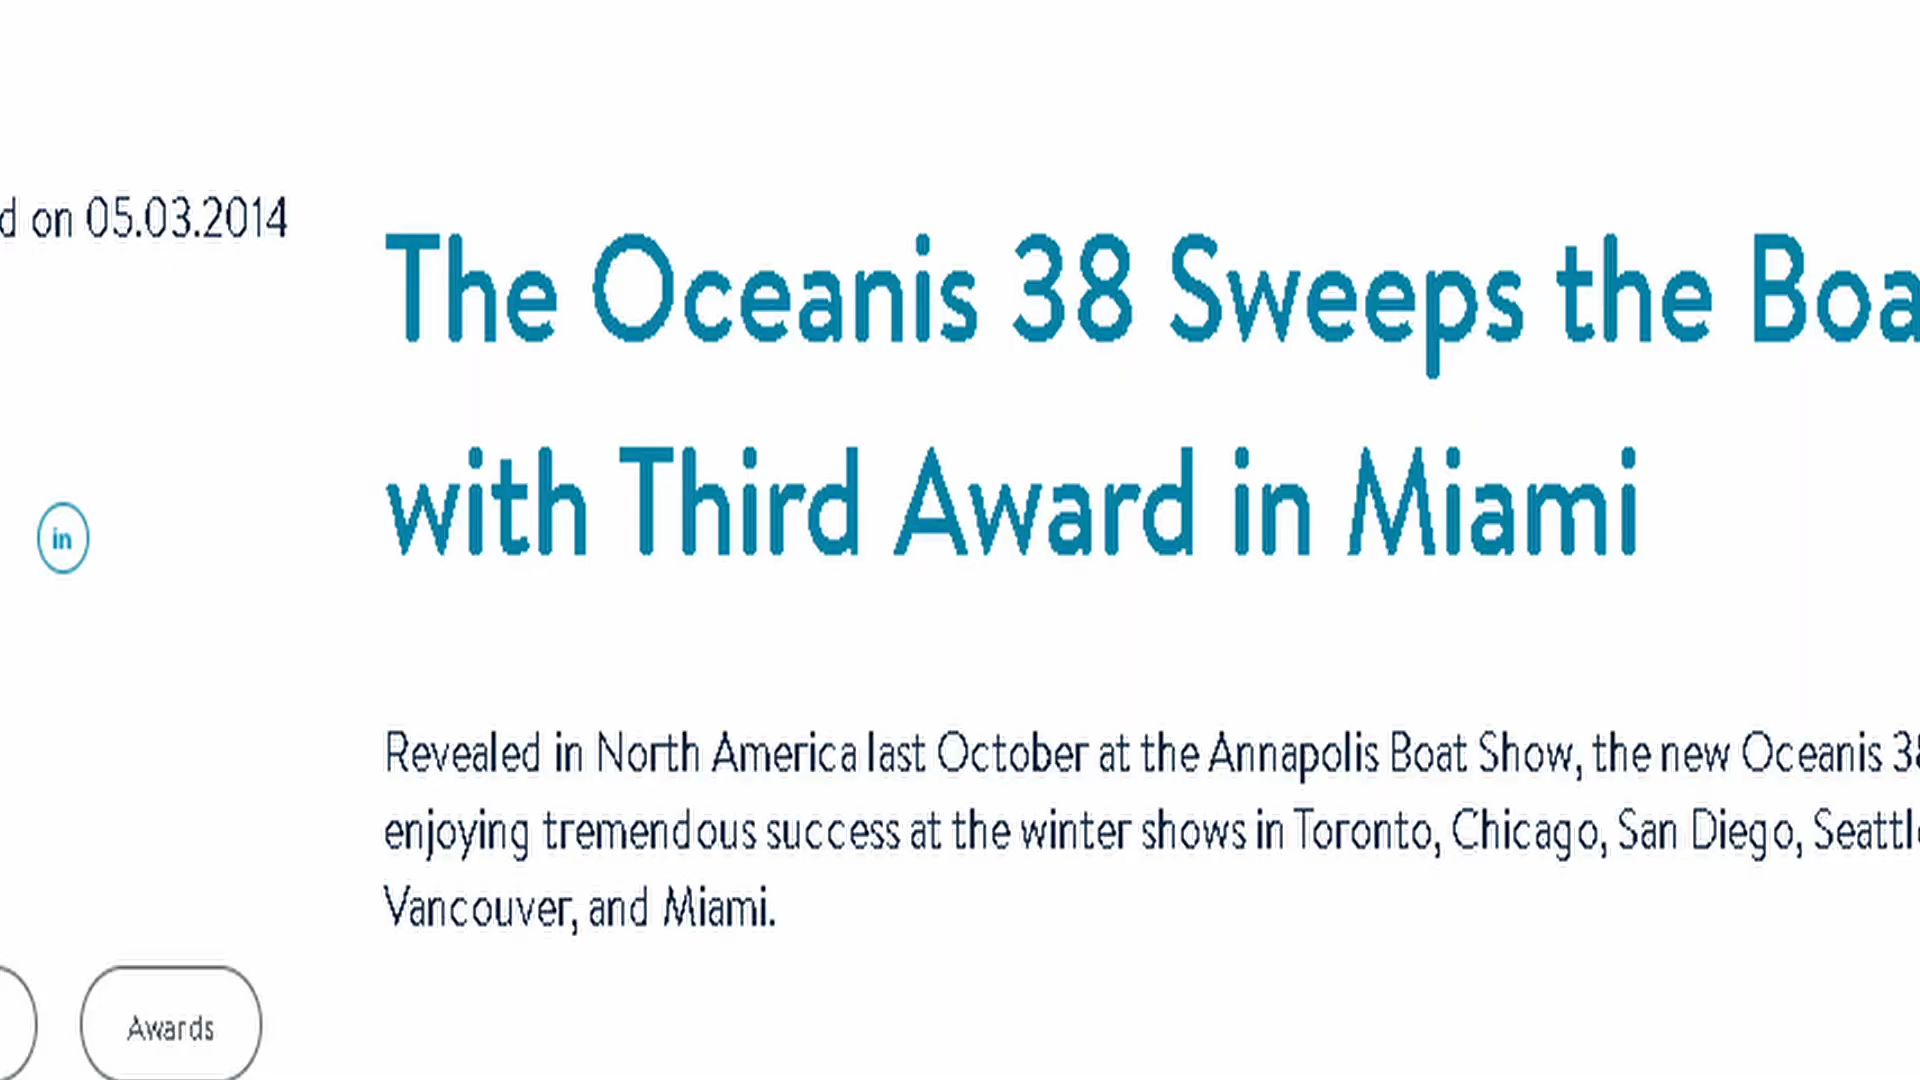 d on 05.03.2014
The Oceanis 38 Sweeps the Boa
with Third Award in Miami
in
Revealed in North America last October at the Annapolis Boat Show, the new Oceanis 38
enjoying tremendous success at the winter shows in Toronto, Chicago, San Diego, Seattle
Vancouver, and Miami.
Awards